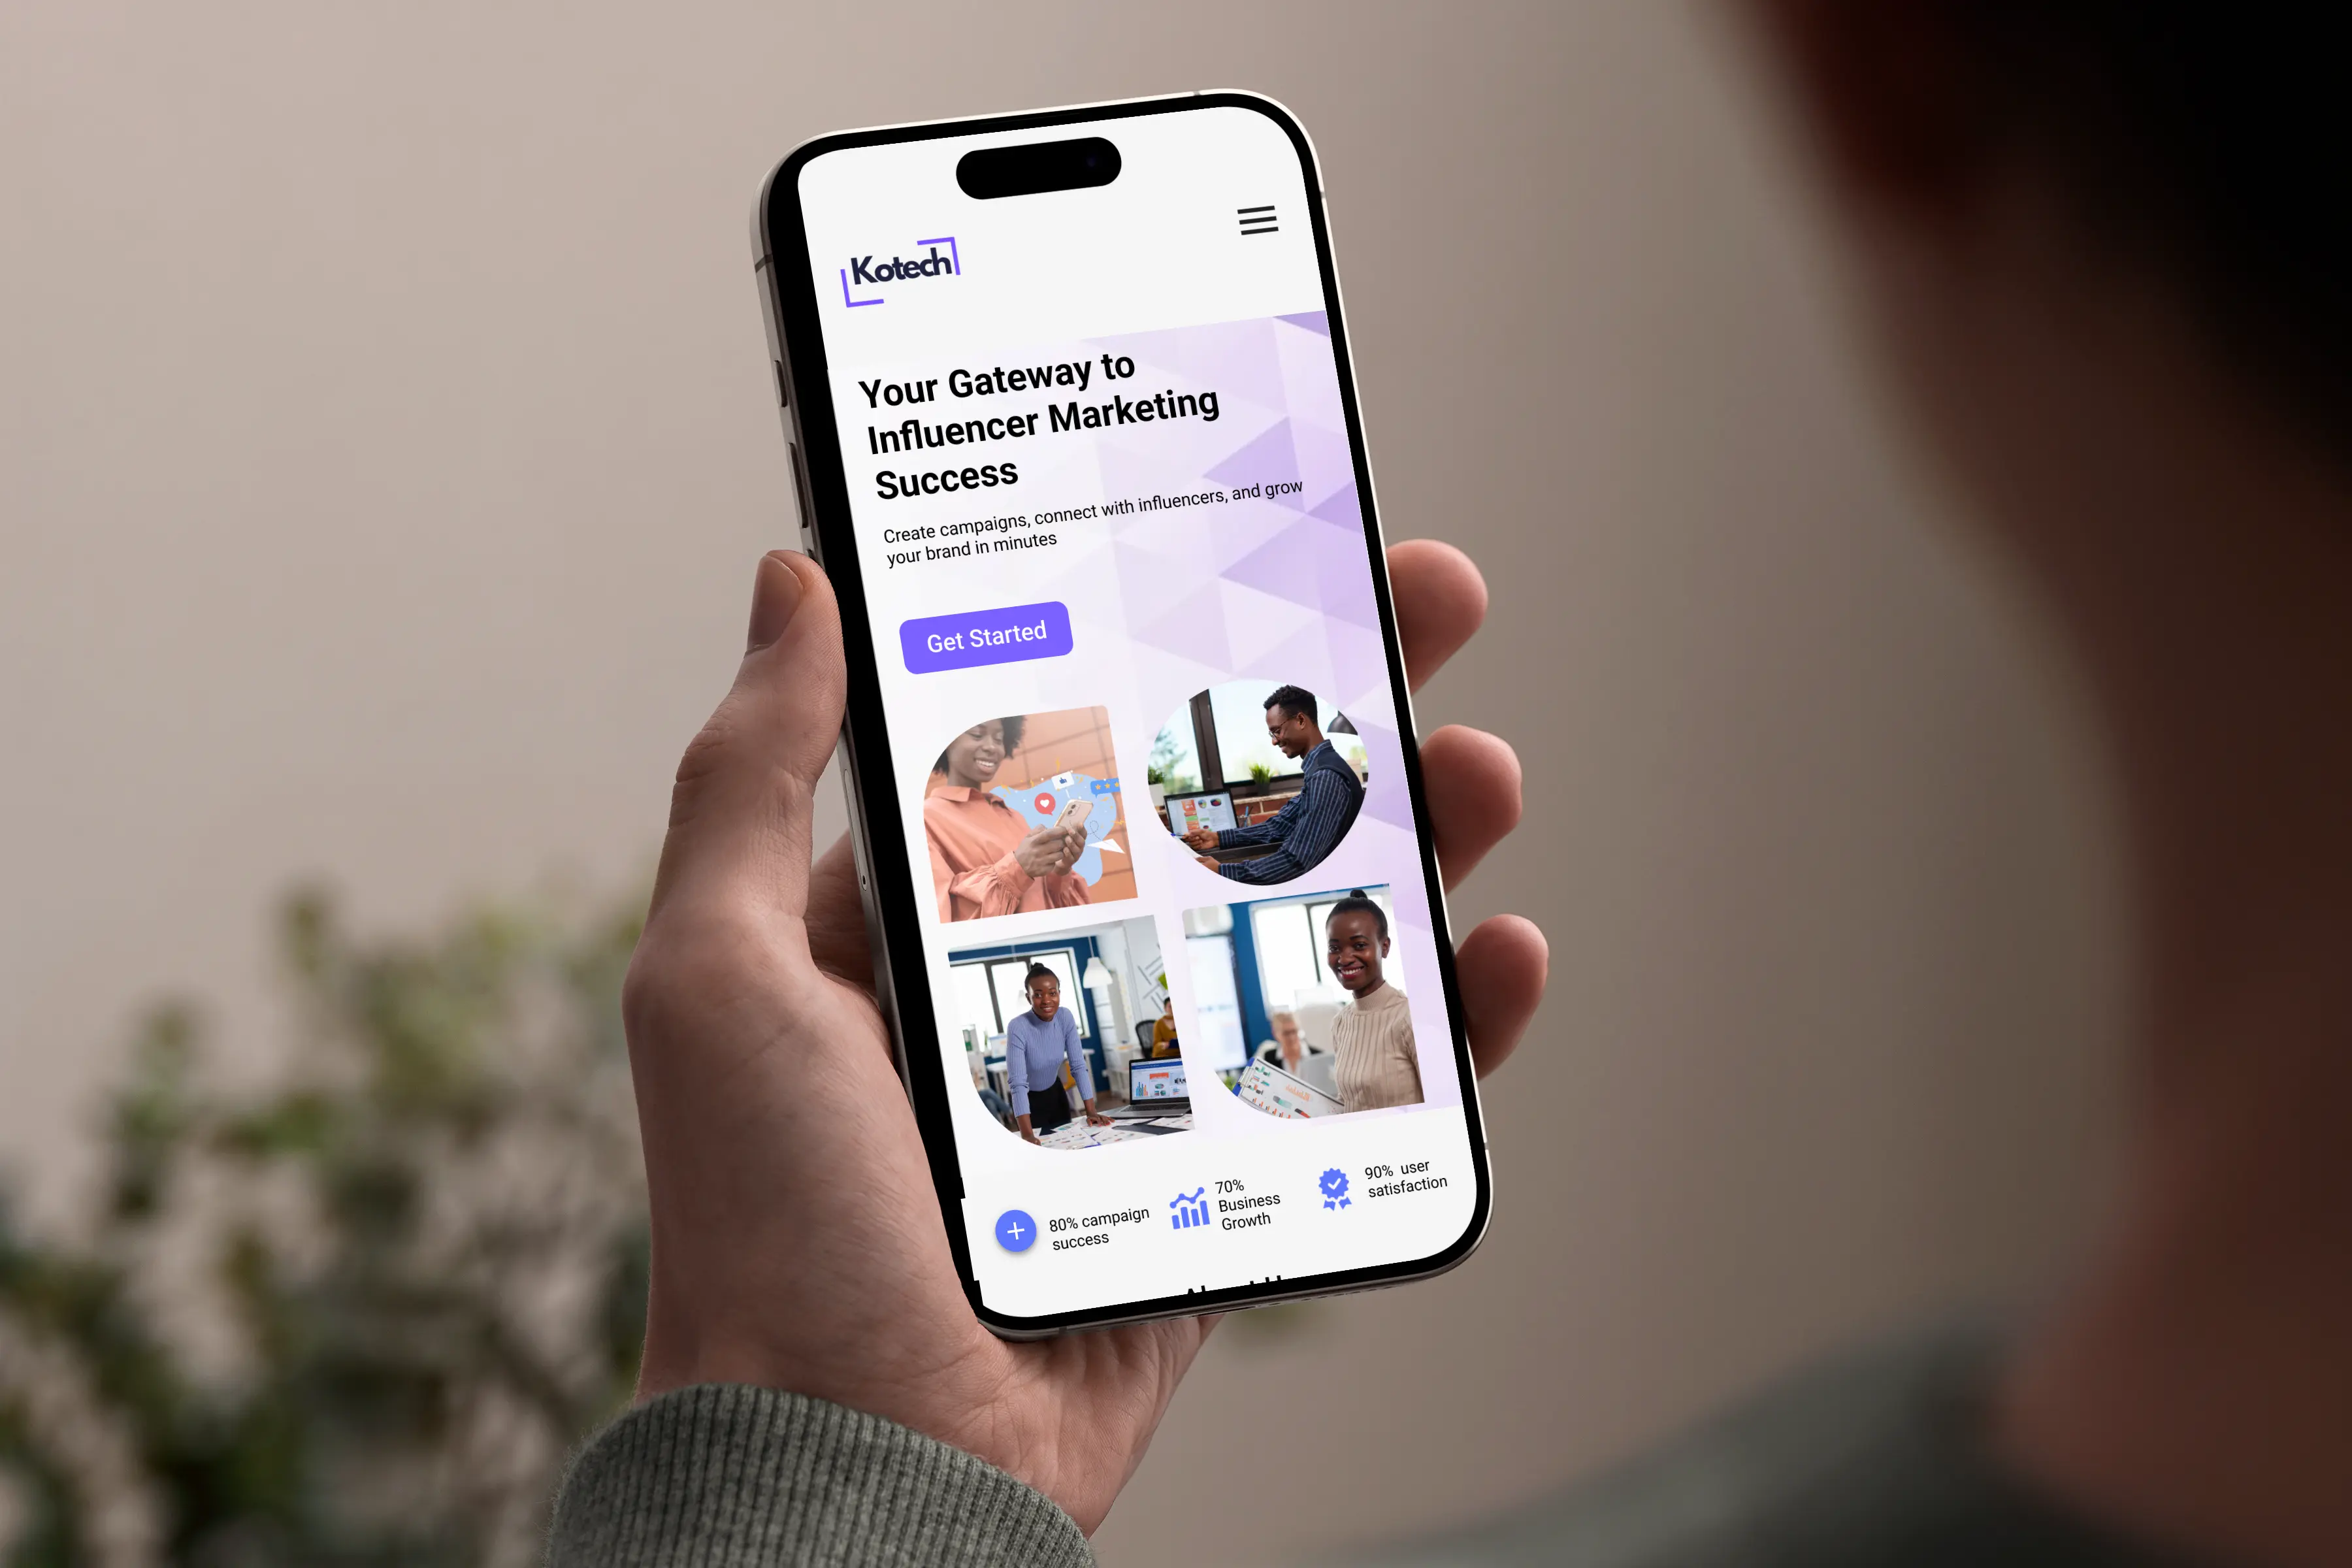 Kotech
Your Gateway to
Influencer Marketing
Success
Create campaigns, connect with influencers, and grow
your brand in minutes
Get Started
80% campaign
success
70%
Business
Growth
90% user
satisfaction